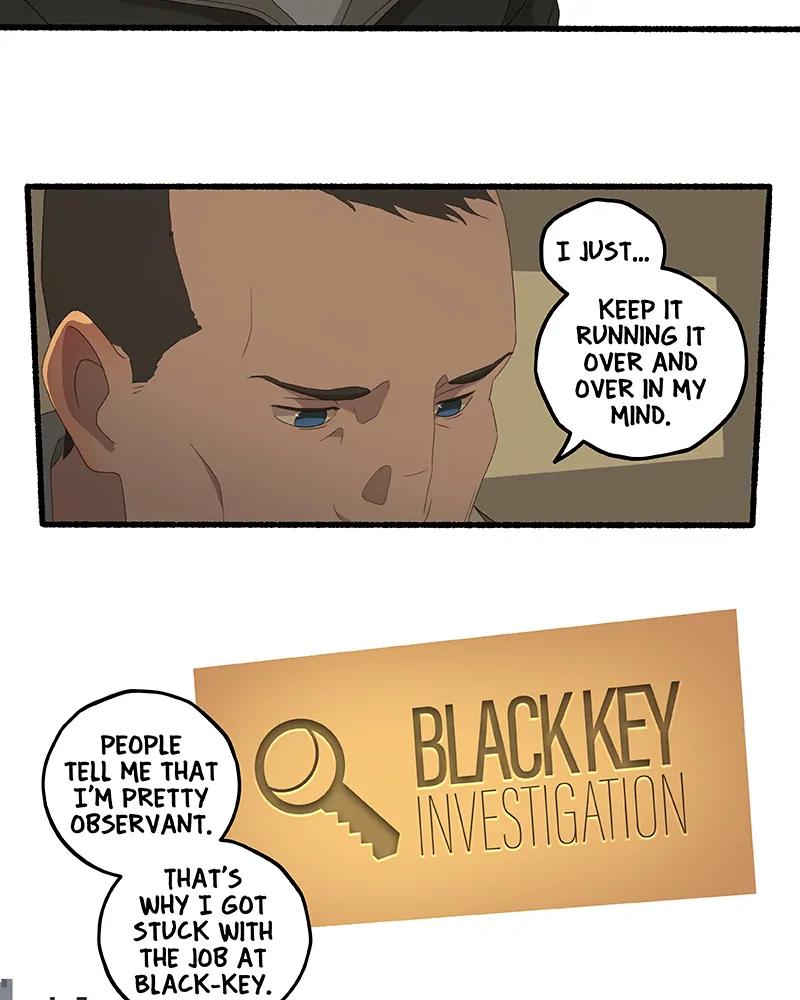 I JUST...
KEEP IT
RUNNING IT
OVER AND
OVER IN MY
MIND.
BLACK KEY
INVESTIGATION
PEOPLE
TELL ME THAT
I'M PRETTY
OBSERVANT.
THAT'S
WHY I GOT
STUCK WITH
THE JOB AT
BLACK-KEY.